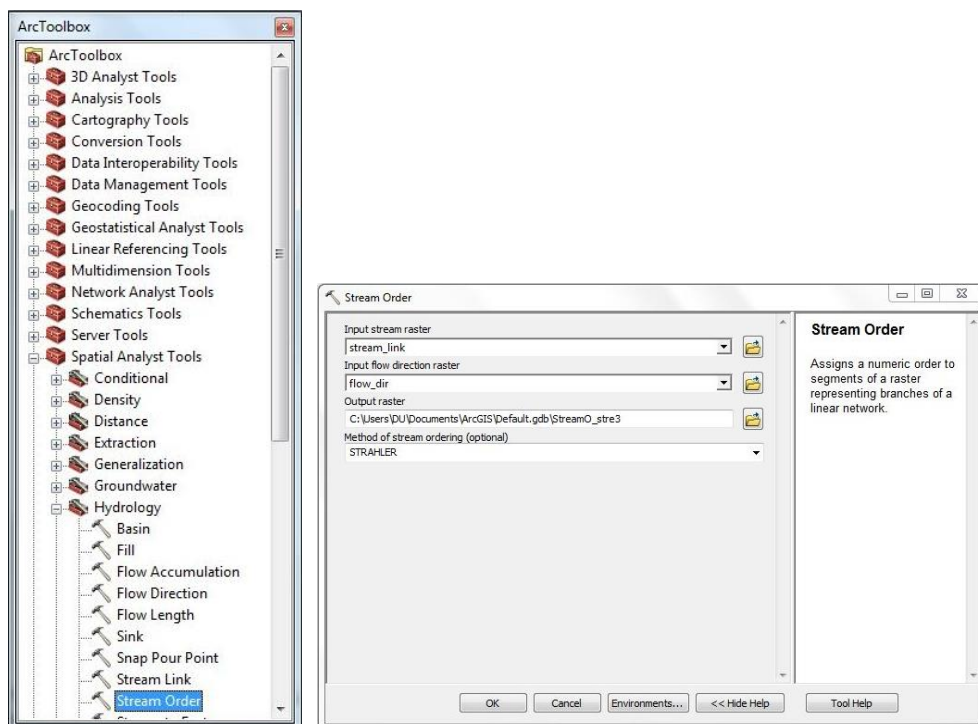 ArcToolbox
ArcToolbox
3D Analyst Tools
Analysis Tools
Cartography Tools
Conversion Tools
Data Interoperability Tools
Data Management Tools
Geocoding Tools
Geostatistical Analyst Tools
Linear Referencing Tools
Multidimension Tools
Network Analyst Tools
Schematics Tools
Server Tools
Spatial Analyst Tools
Conditional
Density
Distance
Extraction
Generalization
Groundwater
Hydrology
Basin
Fill
Flow Accumulation
Flow Direction
Flow Length
Sink
Snap Pour Point
Stream Link
Stream Order
Stream Order
Input stream raster
stream_link
Input flow direction raster
flow_dir
Output raster
C:\Users\DU\Documents\ArcGIS\Default.gdb\StreamO_stre3
Method of stream ordering (optional)
STRAHLER
Stream Order
Assigns a numeric order to
segments of a raster
representing branches of a
linear network.
OK
Cancel
Environments...
<< Hide Help
Tool Help